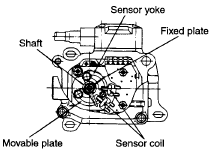 Sensor yoke
Shaft
Fixed plate
Movable plate
Sensor coil